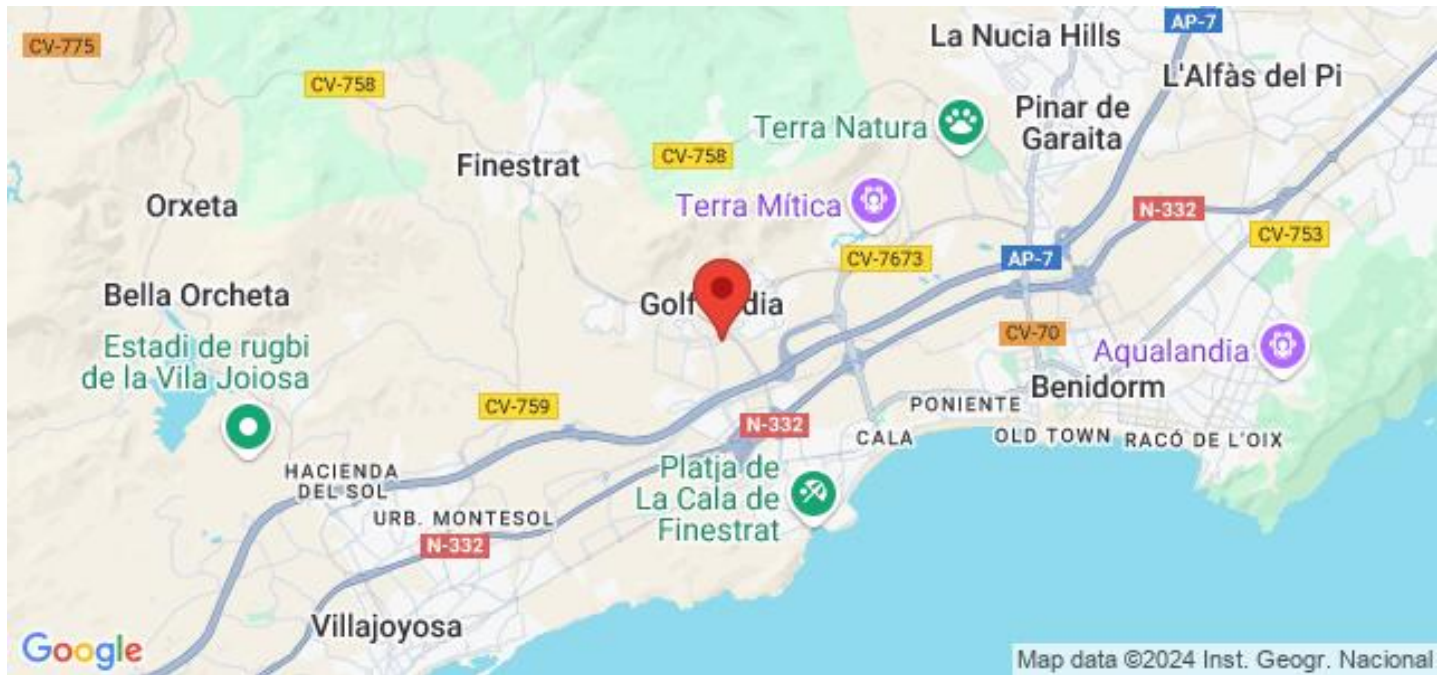 AP-7
La Nucia Hills
CV-775
L'Alfàs del Pi
CV-758
Pinar de
Garaita
Terra Natura
CV-758
Finestrat
Orxeta
Terra Mítica
N-332
CV-753
CV-7673
AP-7
Bella Orcheta
Golf
dia
CV-70
Estadi de rugbi
de la Vila Joiosa
Aqualandia
Benidorm
CV-759
PONIENTE
N-332
CALA
OLD TOWN
RACÓ DE L'OIX
HACIENDA
DEL SOL
Platja de
La Cala de
Finestrat
URB. MONTESOL
N-332
Villajoyosa
Google
Map data ©2024 Inst. Geogr. Nacional